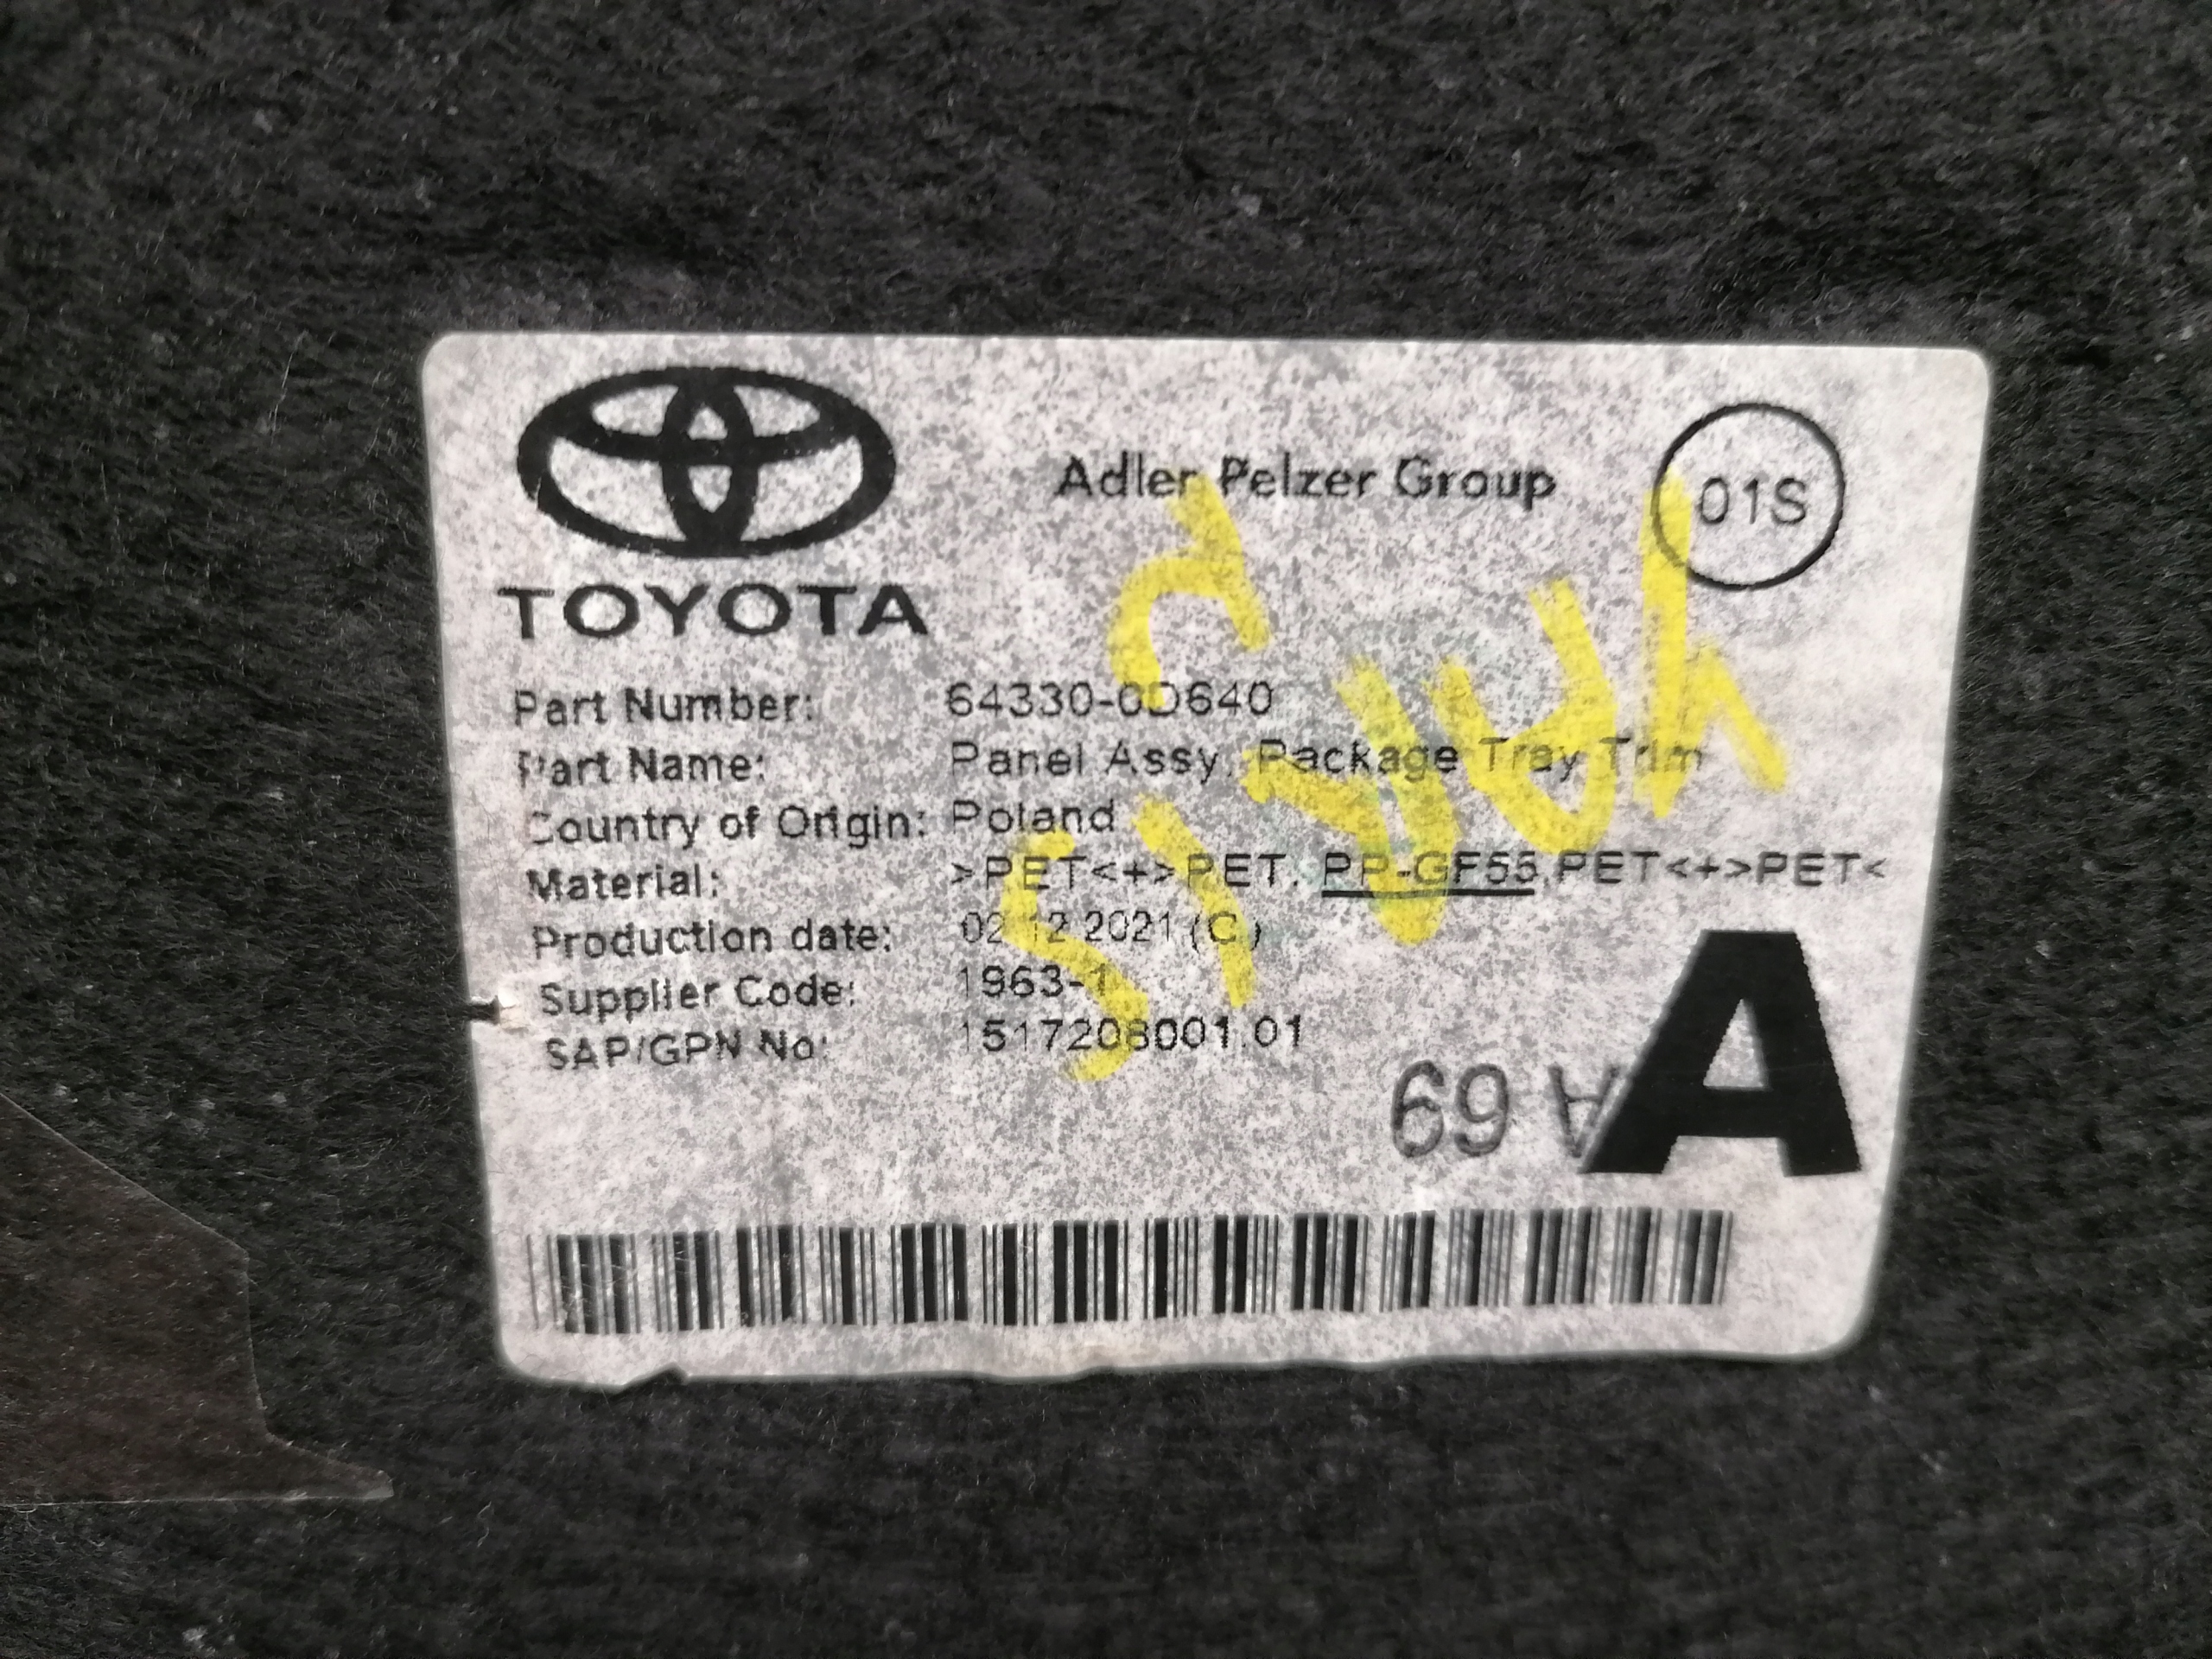 TOYOTA
Adler Pelzer Group
01S
Part Number: 64330-0D640
Part Name: Panel Assy, Package Tray Trim
Country of Origin: Poland
Material: >PET<+>PET, PP-GF55,PET<+>PET<
Production date: 02.12.2021 (C)
Supplier Code: 1963-1
SAP/GPN No: 1517208001.01
A
YARIS